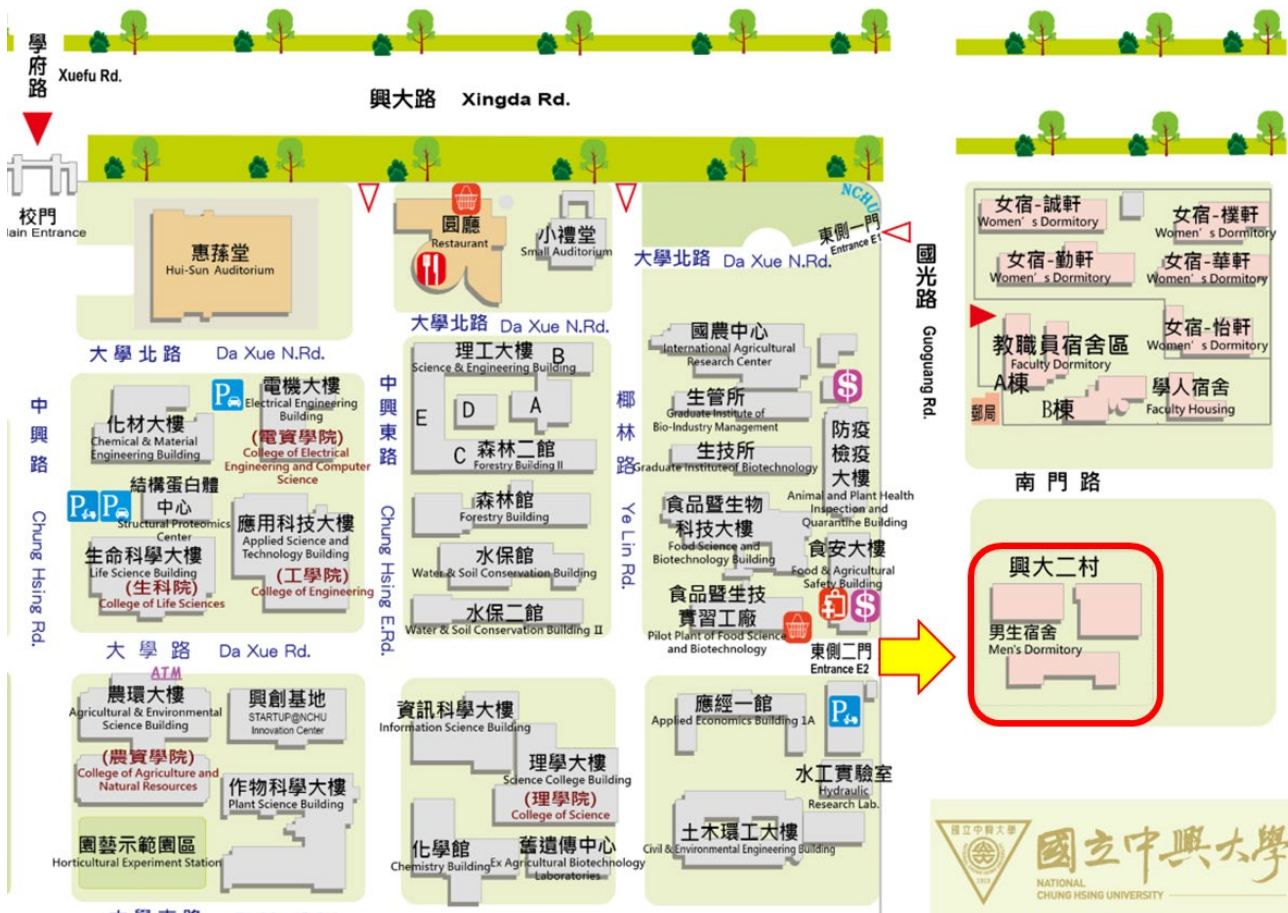 學府路
Xuefu Rd.
興大路 Xingda Rd.
校門
ain Entrance
惠蓀堂
Hui-Sun Auditorium
圓廳
Restaurant
小禮堂
Small Auditorium
NCHU
東側一門
Entrance E1
大學北路 Da Xue N.Rd.
國光路 Guoguang Rd.
女宿-誠軒
Women's Dormitory
女宿-樸軒
Women's Dormitory
女宿-勤軒
Women's Dormitory
女宿-華軒
Women's Dormitory
女宿-怡軒
Women's Dormitory
教職員宿舍區
Faculty Dormitory
A棟
B棟
學人宿舍
Faculty Housing
郵局
南門路
大學北路 Da Xue N.Rd.
大學北路 Da Xue N.Rd.
中興路 Chung Hsing Rd.
化材大樓
Chemical & Material
Engineering Building
P
電機大樓
Electrical Engineering
Building
(電資學院)
College of Electrical
Engineering and Computer
Science
P P
結構蛋白體
中心
Structural Proteomics
Center
生命科學大樓
Life Science Building
(生科院)
College of Life Sciences
應用科技大樓
Applied Science and
Technology Building
(工學院)
College of Engineering
中興東路 Chung Hsing E.Rd.
理工大樓
Science & Engineering Building
B
E
D
A
C
森林二館
Forestry Building II
森林館
Forestry Building
水保館
Water & Soil Conservation Building
水保二館
Water & Soil Conservation Building II
椰林路 Ye Lin Rd.
國農中心
International Agricultural
Research Center
生管所
Graduate Institute of
Bio-Industry Management
生技所
Graduate Instituteof Biotechnology
$
防疫
檢疫
大樓
Animal and Plant Health
Inspection and
Quarantine Building
食品暨生物
科技大樓
Food Science and
Biotechnology Building
食安大樓
Food & Agricultural
Safety Building
$
食品暨生技
實習工廠
Pilot Plant of Food Science
and Biotechnology
東側二門
Entrance E2
興大二村
男生宿舍
Men's Dormitory
大學路 Da Xue Rd.
ATM
農環大樓
Agricultural & Environmental
Science Building
(農資學院)
College of Agriculture and
Natural Resources
興創基地
STARTUP@NCHU
Innovation Center
作物科學大樓
Plant Science Building
園藝示範園區
Horticultural Experiment Station
資訊科學大樓
Information Science Building
理學大樓
Science College Building
(理學院)
College of Science
化學館
Chemistry Building
舊遺傳中心
Ex Agricultural Biotechnology
Laboratories
應經一館
Applied Economics Building 1A
P
水工實驗室
Hydraulic
Research Lab.
土木環工大樓
Civil & Environmental Engineering Building
國立中興大學
1919
國立中興大學
NATIONAL
CHUNG HSING UNIVERSITY